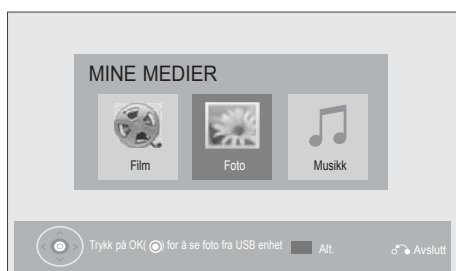 MINE MEDIER
Film Foto Musikk
Trykk på OK(◉) for å se foto fra USB enhet Alt. Avslutt